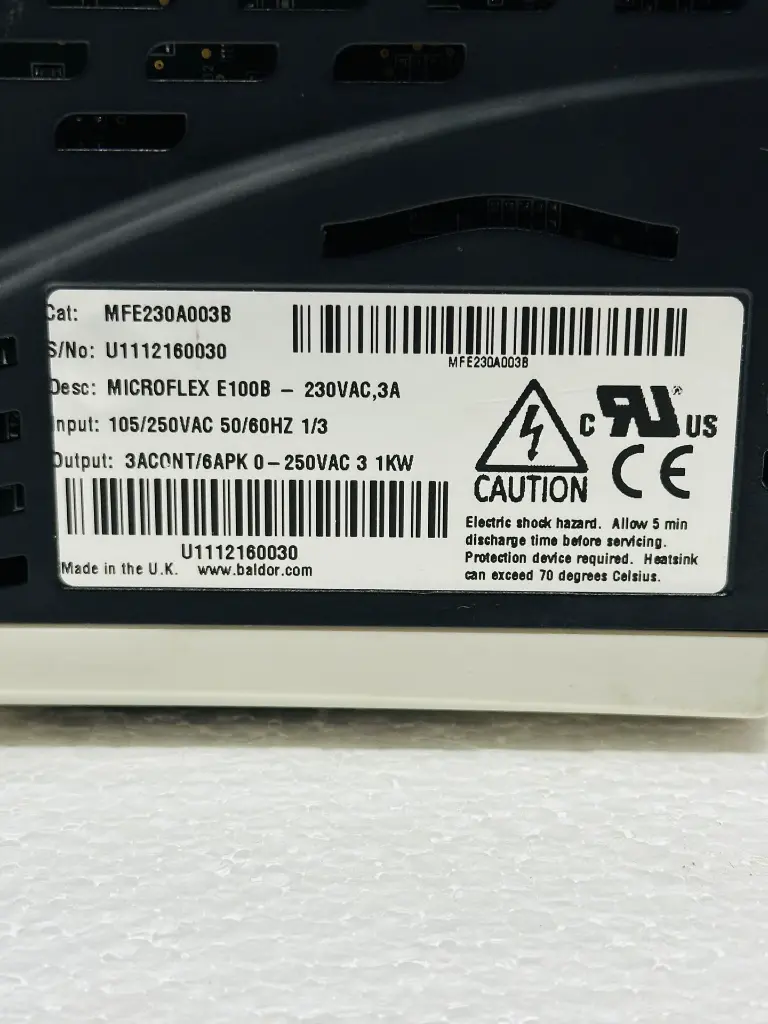 Cat: MFE230A003B
S/No: U1112160030
MFE230A003B
Desc: MICROFLEX E100B - 230VAC,3A
Input: 105/250VAC 50/60HZ 1/3
Output: 3ACONT/6APK 0-250VAC 3 1KW
C UR US
CE
CAUTION
Electric shock hazard. Allow 5 min
discharge time before servicing.
Protection device required. Heatsink
can exceed 70 degrees Celsius.
U1112160030
Made in the U.K. www.baldor.com